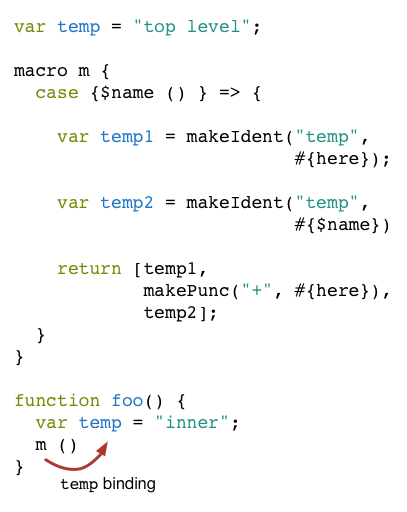 var temp = "top level";
macro m {
case {$name () } => {
var temp1 = makeIdent("temp",
#{here});
var temp2 = makeIdent("temp",
#{$name})
return [temp1,
makePunc("+", #{here}),
temp2];
}
}
function foo() {
var temp = "inner";
m ()
}
temp binding